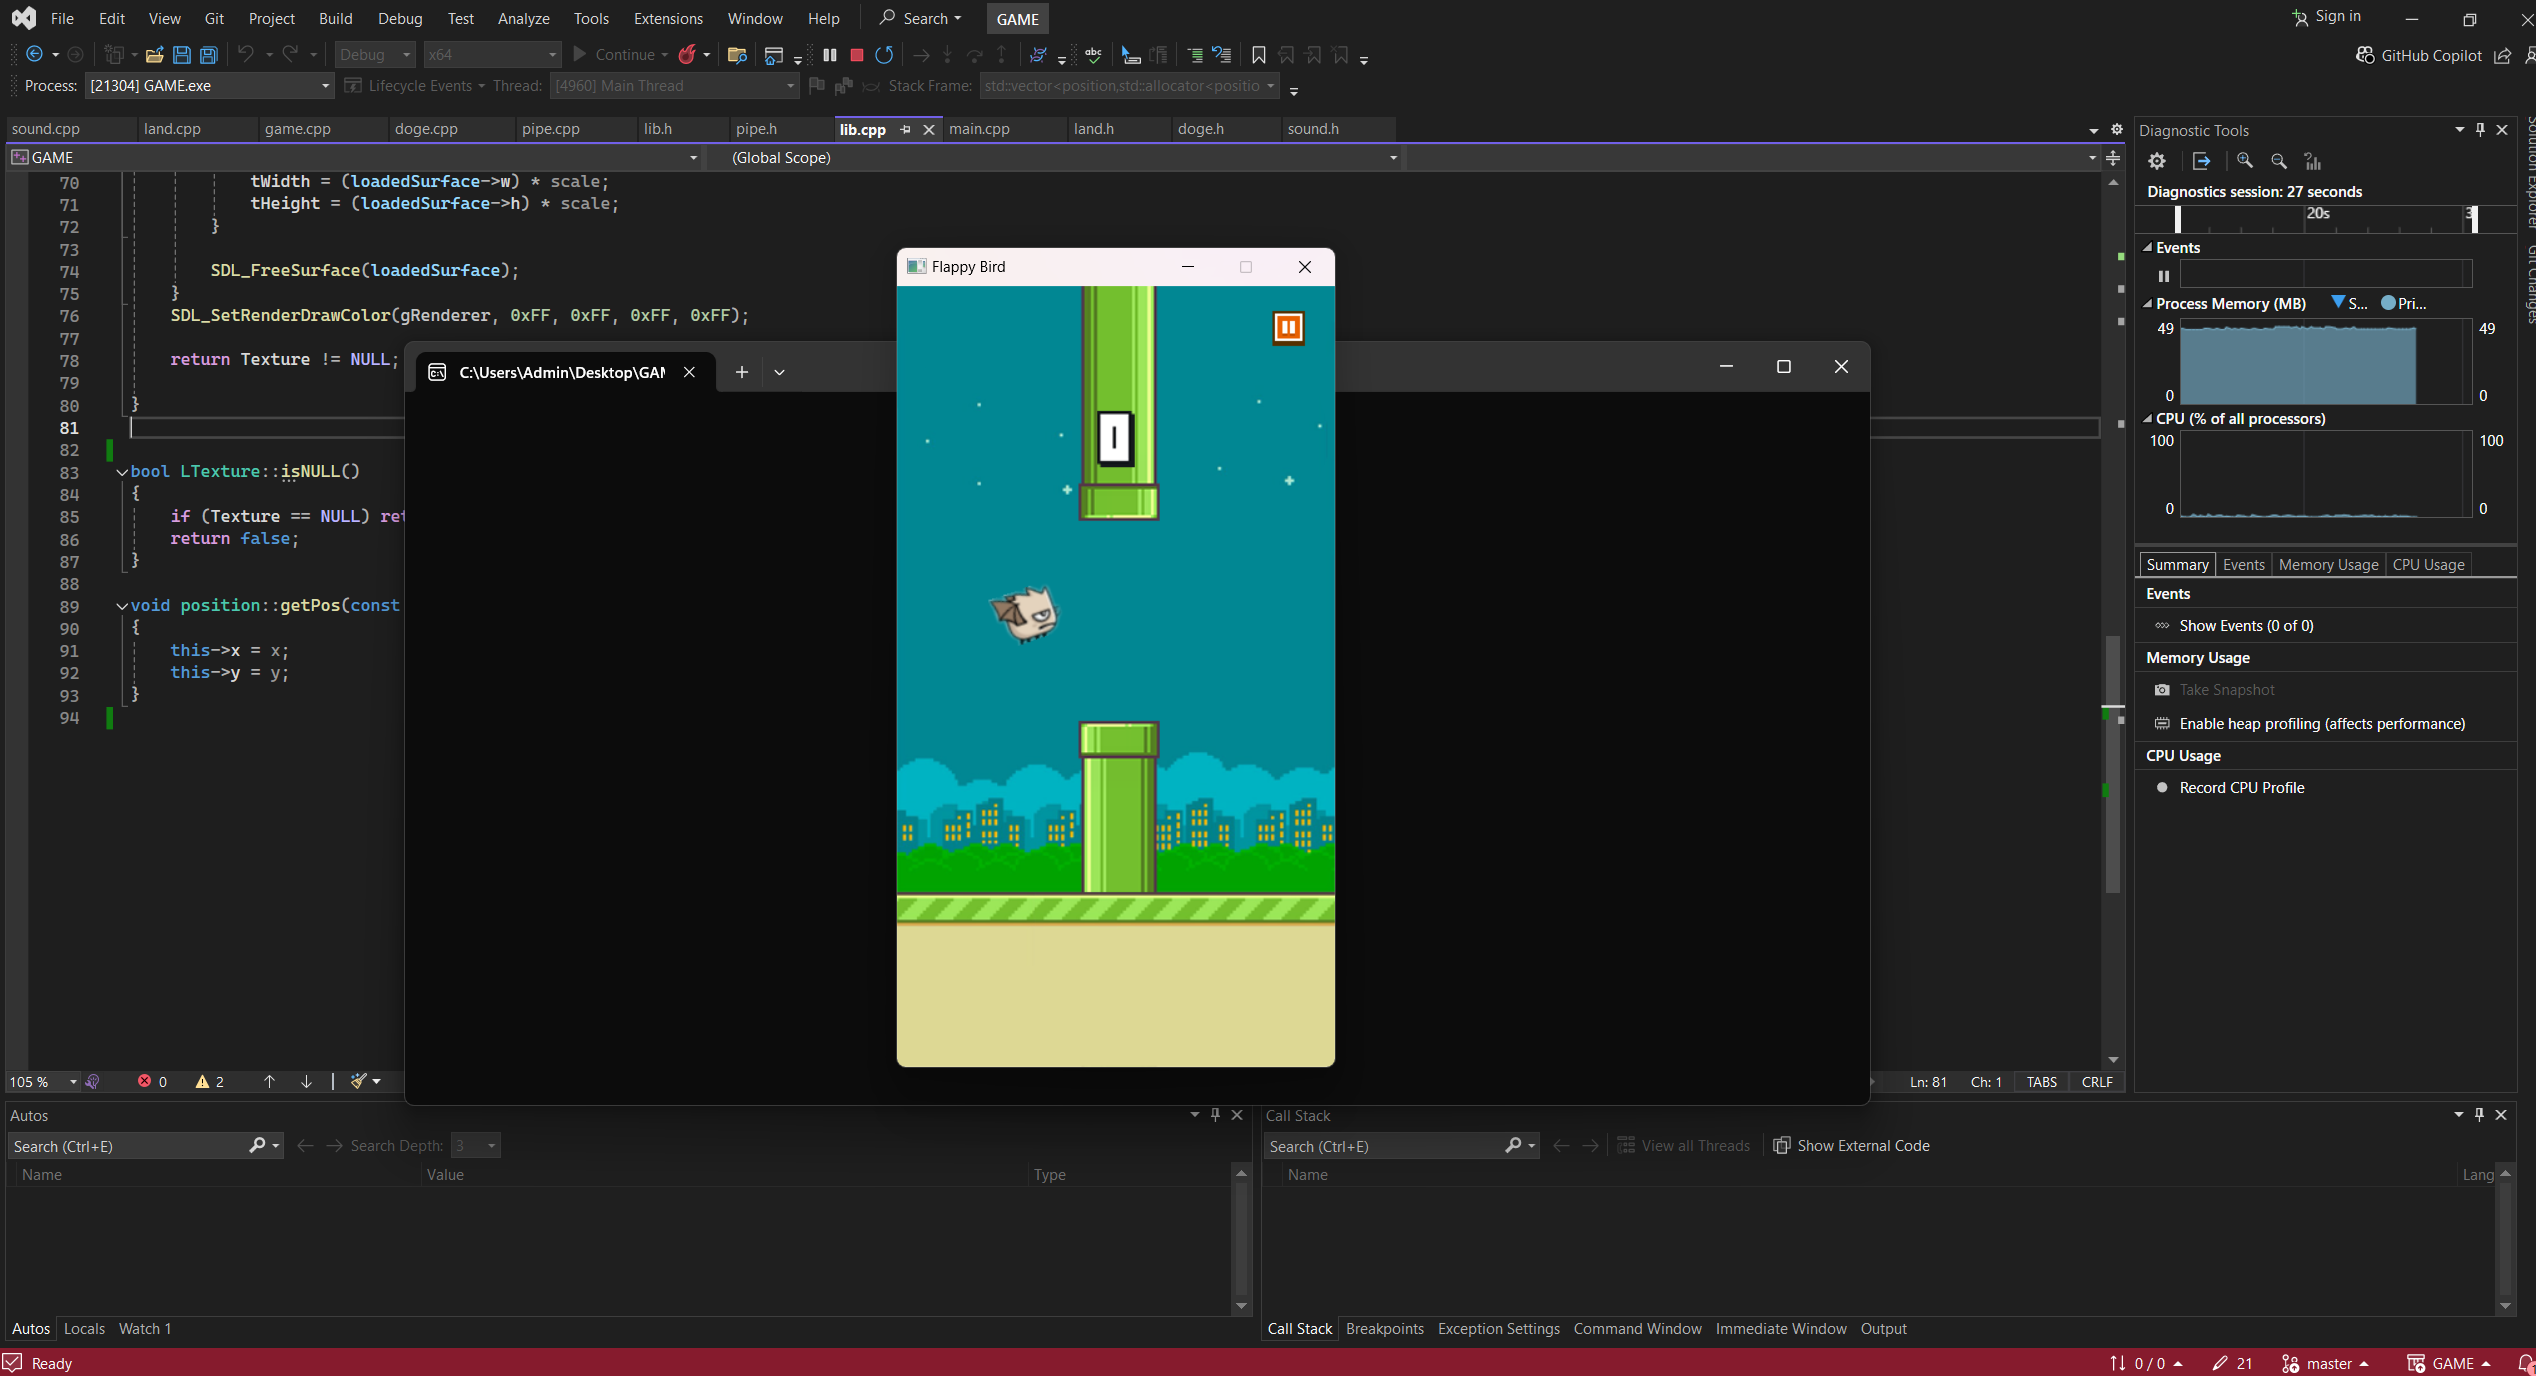 File Edit View Git Project Build Debug Test Analyze Tools Extensions Window Help Search GAME Sign in
Debug x64 Continue abc GitHub Copilot
Process: [21304] GAME.exe Lifecycle Events Thread: [4960] Main Thread Stack Frame: std::vector<position,std::allocator<positio
sound.cpp land.cpp game.cpp doge.cpp pipe.cpp lib.h pipe.h lib.cpp main.cpp land.h doge.h sound.h
GAME (Global Scope)
70 tWidth = (loadedSurface->w) * scale;
71 tHeight = (loadedSurface->h) * scale;
72 }
73
74 SDL_FreeSurface(loadedSurface);
75 }
76 SDL_SetRenderDrawColor(gRenderer, 0xFF, 0xFF, 0xFF, 0xFF);
77
78 return Texture != NULL;
79
80 }
81
82
83 bool LTexture::isNULL()
84 {
85 if (Texture == NULL) ret
86 return false;
87 }
88
89 void position::getPos(const
90 {
91 this->x = x;
92 this->y = y;
93 }
94
C:\Users\Admin\Desktop\GAM
Flappy Bird
1
105 % 0 2 Ln: 81 Ch: 1 TABS CRLF
Diagnostic Tools
Diagnostics session: 27 seconds
20s 3
Events
Process Memory (MB) S... Pri...
49 49
0 0
CPU (% of all processors)
100 100
0 0
Summary Events Memory Usage CPU Usage
Events
Show Events (0 of 0)
Memory Usage
Take Snapshot
Enable heap profiling (affects performance)
CPU Usage
Record CPU Profile
Solution Explorer
Git Changes
Autos
Search (Ctrl+E) Search Depth: 3
Name Value Type
Autos Locals Watch 1
Call Stack
Search (Ctrl+E) View all Threads Show External Code
Name Lang
Call Stack Breakpoints Exception Settings Command Window Immediate Window Output
Ready 0 / 0 21 master GAME